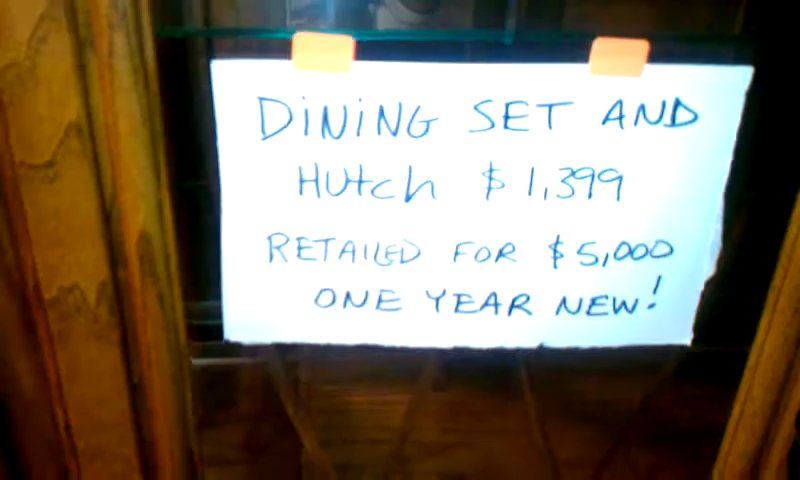 DINING SET AND
HUtch $1,399
RETAILED FOR $5,000
ONE YEAR NEW!